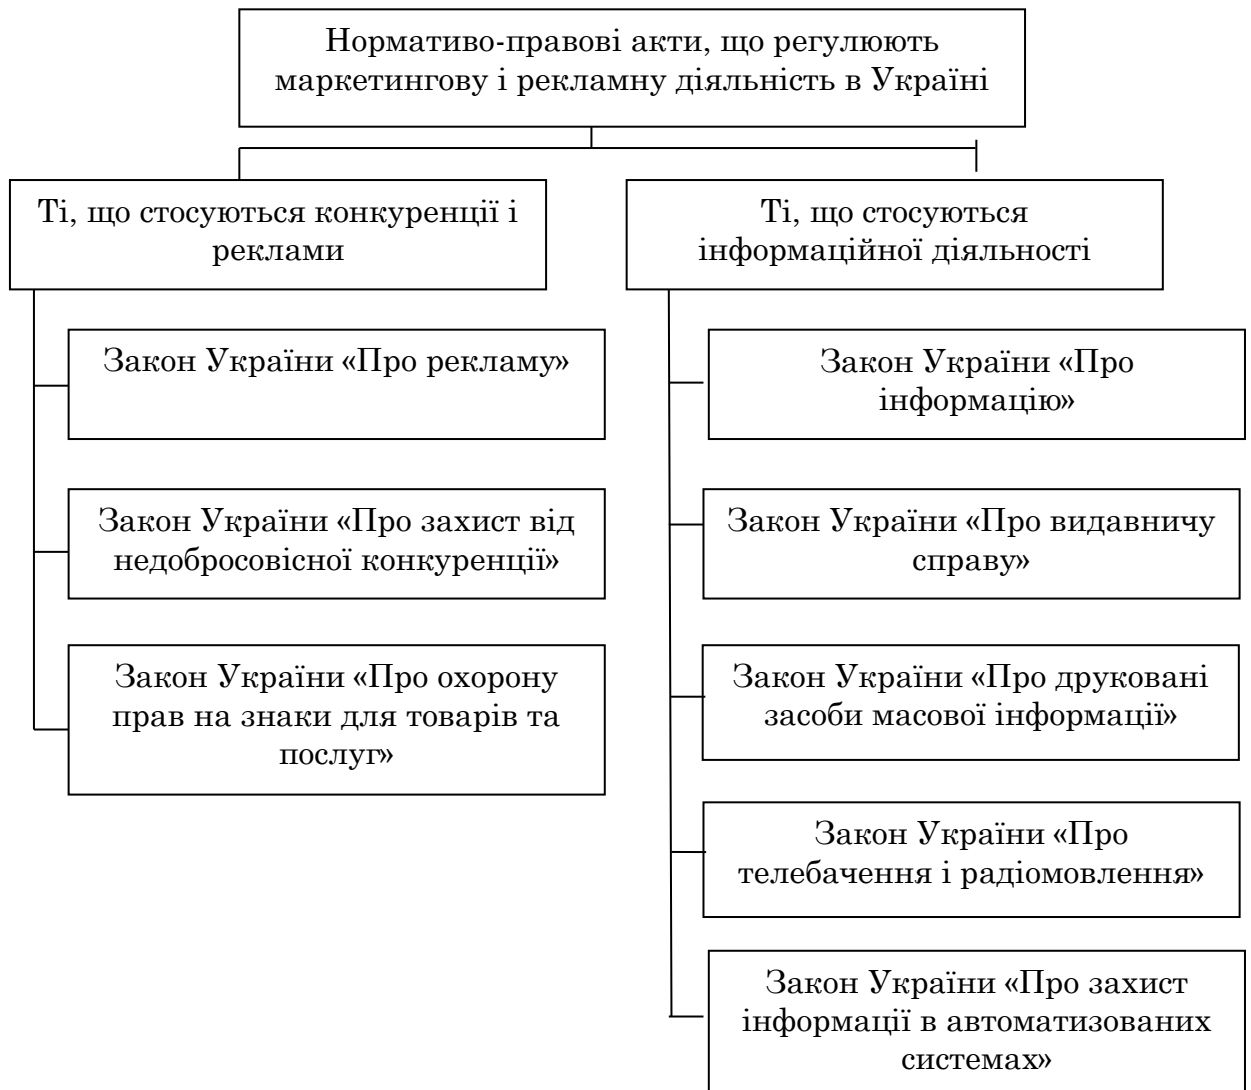 Нормативо-правові акти, що регулюють
маркетингову і рекламну діяльність в Україні
Ті, що стосуються конкуренції і
реклами
Закон України «Про рекламу»
Закон України «Про захист від
недобросовісної конкуренції»
Закон України «Про охорону
прав на знаки для товарів та
послуг»
Ті, що стосуються
інформаційної діяльності
Закон України «Про
інформацію»
Закон України «Про видавничу
справу»
Закон України «Про друковані
засоби масової інформації»
Закон України «Про
телебачення і радіомовлення»
Закон України «Про захист
інформації в автоматизованих
системах»